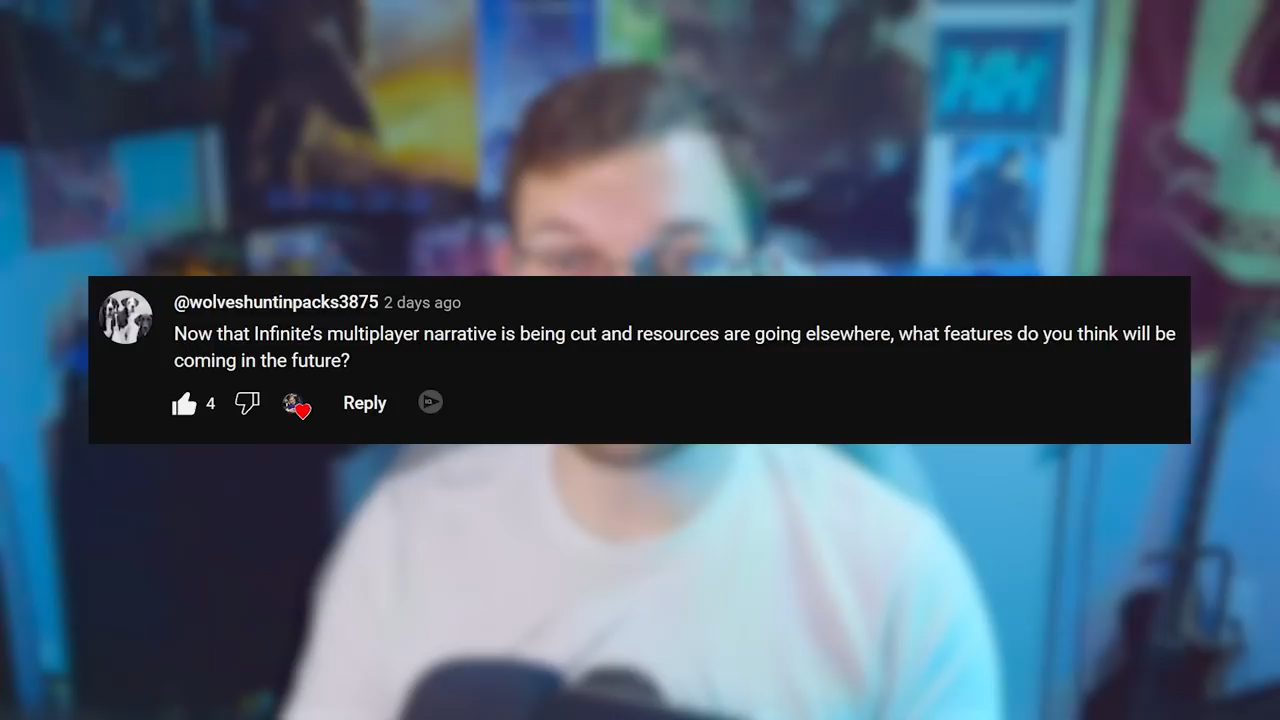 @wolveshuntinpacks3875 2 days ago
Now that Infinite’s multiplayer narrative is being cut and resources are going elsewhere, what features do you think will be
coming in the future?
4 Reply